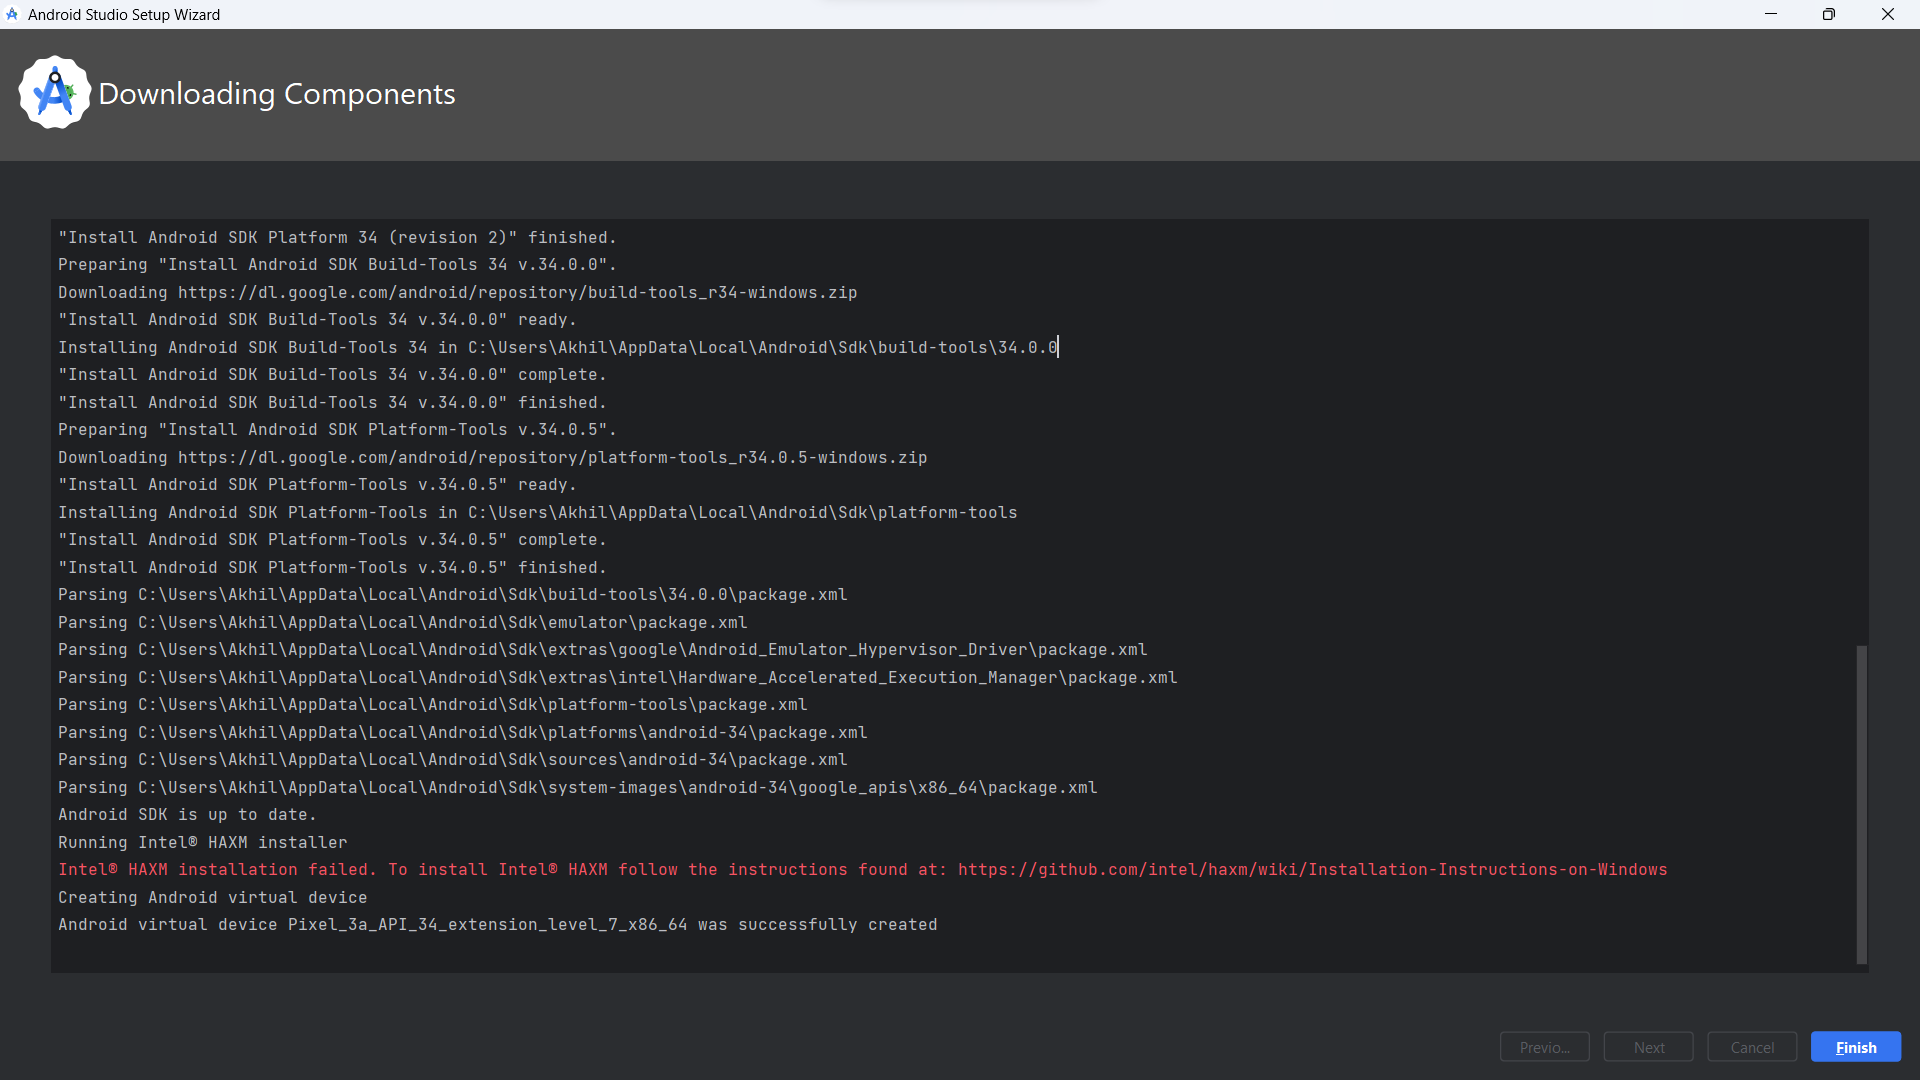 Android Studio Setup Wizard
Downloading Components
"Install Android SDK Platform 34 (revision 2)" finished.
Preparing "Install Android SDK Build-Tools 34 v.34.0.0".
Downloading https://dl.google.com/android/repository/build-tools_r34-windows.zip
"Install Android SDK Build-Tools 34 v.34.0.0" ready.
Installing Android SDK Build-Tools 34 in C:\Users\Akhil\AppData\Local\Android\Sdk\build-tools\34.0.0
"Install Android SDK Build-Tools 34 v.34.0.0" complete.
"Install Android SDK Build-Tools 34 v.34.0.0" finished.
Preparing "Install Android SDK Platform-Tools v.34.0.5".
Downloading https://dl.google.com/android/repository/platform-tools_r34.0.5-windows.zip
"Install Android SDK Platform-Tools v.34.0.5" ready.
Installing Android SDK Platform-Tools in C:\Users\Akhil\AppData\Local\Android\Sdk\platform-tools
"Install Android SDK Platform-Tools v.34.0.5" complete.
"Install Android SDK Platform-Tools v.34.0.5" finished.
Parsing C:\Users\Akhil\AppData\Local\Android\Sdk\build-tools\34.0.0\package.xml
Parsing C:\Users\Akhil\AppData\Local\Android\Sdk\emulator\package.xml
Parsing C:\Users\Akhil\AppData\Local\Android\Sdk\extras\google\Android_Emulator_Hypervisor_Driver\package.xml
Parsing C:\Users\Akhil\AppData\Local\Android\Sdk\extras\intel\Hardware_Accelerated_Execution_Manager\package.xml
Parsing C:\Users\Akhil\AppData\Local\Android\Sdk\platform-tools\package.xml
Parsing C:\Users\Akhil\AppData\Local\Android\Sdk\platforms\android-34\package.xml
Parsing C:\Users\Akhil\AppData\Local\Android\Sdk\sources\android-34\package.xml
Parsing C:\Users\Akhil\AppData\Local\Android\Sdk\system-images\android-34\google_apis\x86_64\package.xml
Android SDK is up to date.
Running Intel® HAXM installer
Intel® HAXM installation failed. To install Intel® HAXM follow the instructions found at: https://github.com/intel/haxm/wiki/Installation-Instructions-on-Windows
Creating Android virtual device
Android virtual device Pixel_3a_API_34_extension_level_7_x86_64 was successfully created
Previo... Next Cancel Finish